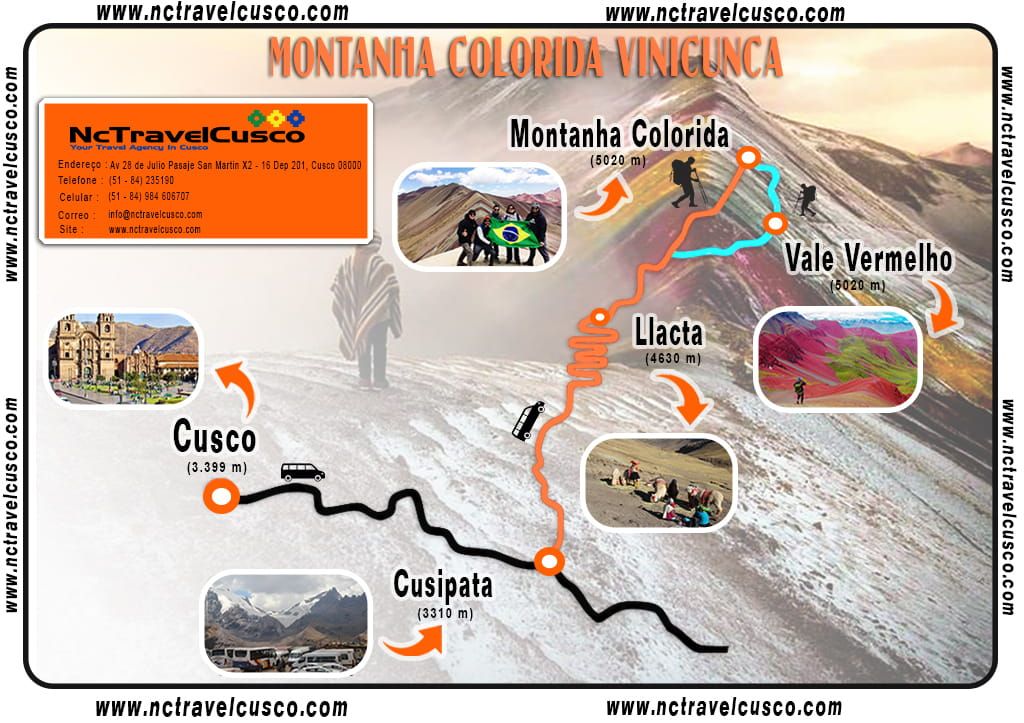 www.nctravelcusco.com
www.nctravelcusco.com
MONTANHA COLORIDA VINICUNCA
NcTravelCusco
Your Travel Agency In Cusco
Endereço : Av 28 de Julio Pasaje San Martin X2 - 16 Dep 201, Cusco 08000
Telefone : (51 - 84) 235190
Celular : (51 - 84) 984 606707
Correo : info@nctravelcusco.com
Site : www.nctravelcusco.com
Montanha Colorida
(5020 m)
Vale Vermelho
(5020 m)
Llacta
(4630 m)
Cusco
(3.399 m)
Cusipata
(3310 m)
www.nctravelcusco.com
www.nctravelcusco.com
www.nctravelcusco.com
www.nctravelcusco.com
www.nctravelcusco.com
www.nctravelcusco.com